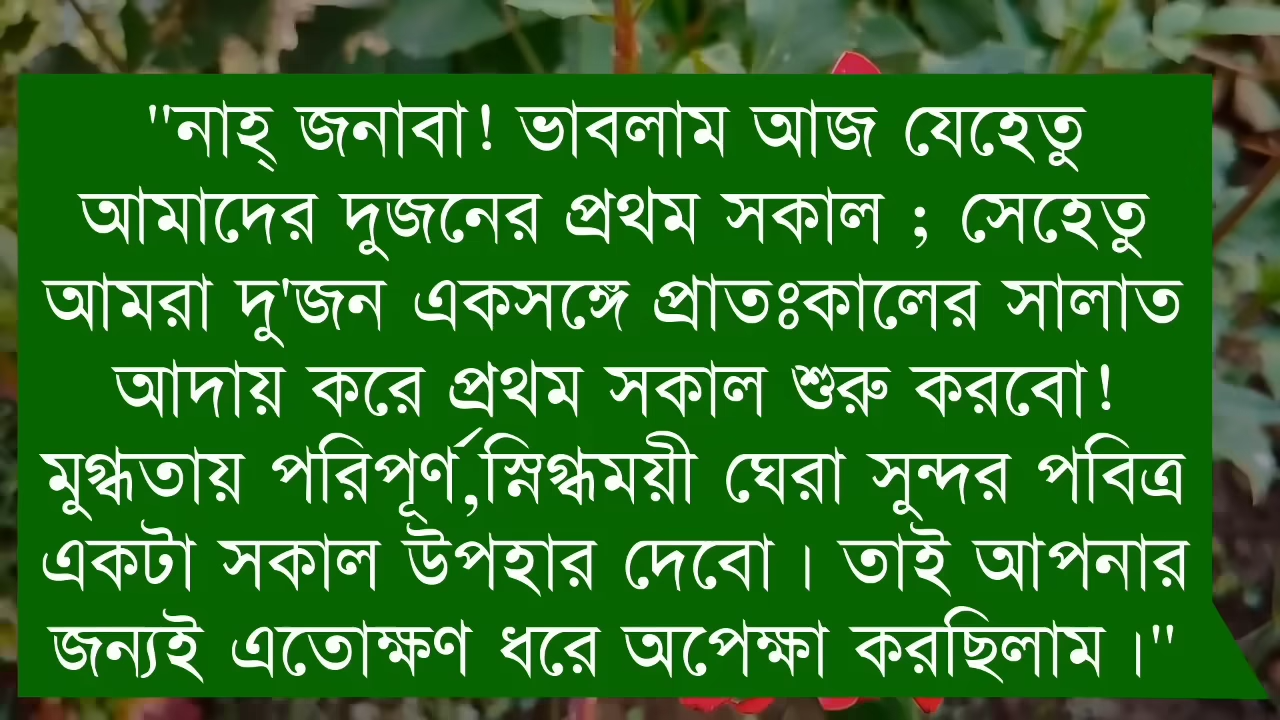 "নাহ্ জনাবা! ভাবলাম আজ যেহেতু
আমাদের দুজনের প্রথম সকাল ; সেহেতু
আমরা দু'জন একসঙ্গে প্রাতঃকালের সালাত
আদায় করে প্রথম সকাল শুরু করবো!
মুগ্ধতায় পরিপূর্ণ,স্নিগ্ধময়ী ঘেরা সুন্দর পবিত্র
একটা সকাল উপহার দেবো। তাই আপনার
জন্যই এতোক্ষণ ধরে অপেক্ষা করছিলাম।"